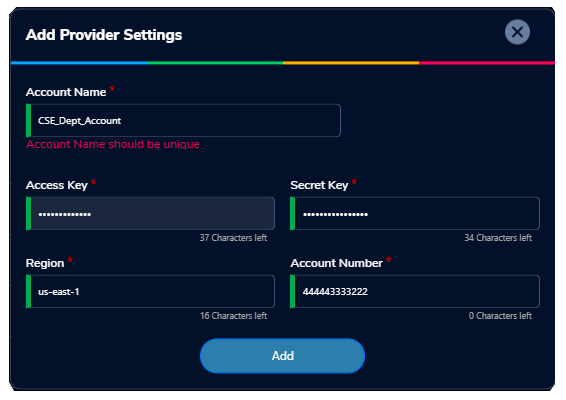 Add Provider Settings
Account Name *
CSE_Dept_Account
Account Name should be unique
Access Key * Secret Key *
••••••••••••• ••••••••••••••••
37 Characters left 34 Characters left
Region * Account Number *
us-east-1 444443333222
16 Characters left 0 Characters left
Add